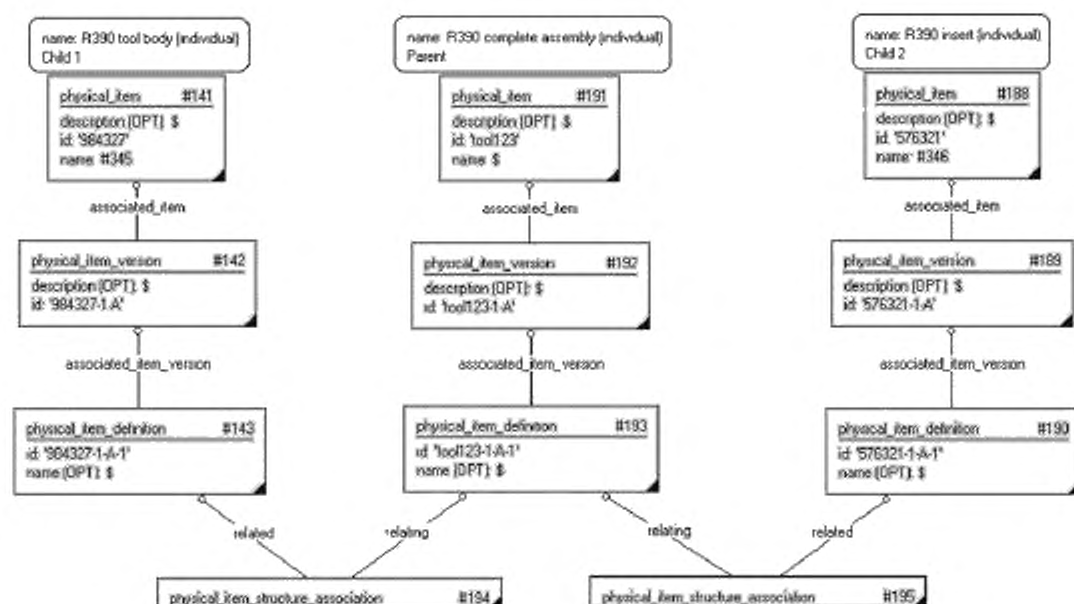 name: R390 tool body (individual)
Child 1
physical_item #141
description (OPT): $
id: '984327'
name: #345
associated_item
physical_item_version #142
description (OPT): $
id: '984327-1-A'
associated_item_version
physical_item_definition #143
id: '984327-1-A-1'
name (OPT): $
related
name: R390 complete assembly (individual)
Parent
physical_item #191
description (OPT): $
id: 'tool123'
name: $
associated_item
physical_item_version #192
description (OPT): $
id: 'tool123-1-A'
associated_item_version
physical_item_definition #193
id: 'tool123-1-A-1'
name (OPT): $
relating
relating
name: R390 insert (individual)
Child 2
physical_item #188
description (OPT): $
id: '576321'
name: #346
associated_item
physical_item_version #189
description (OPT): $
id: '576321-1-A'
associated_item_version
physical_item_definition #190
id: '576321-1-A-1'
name (OPT): $
related
physical_item_structure_association #194
physical_item_structure_association #195